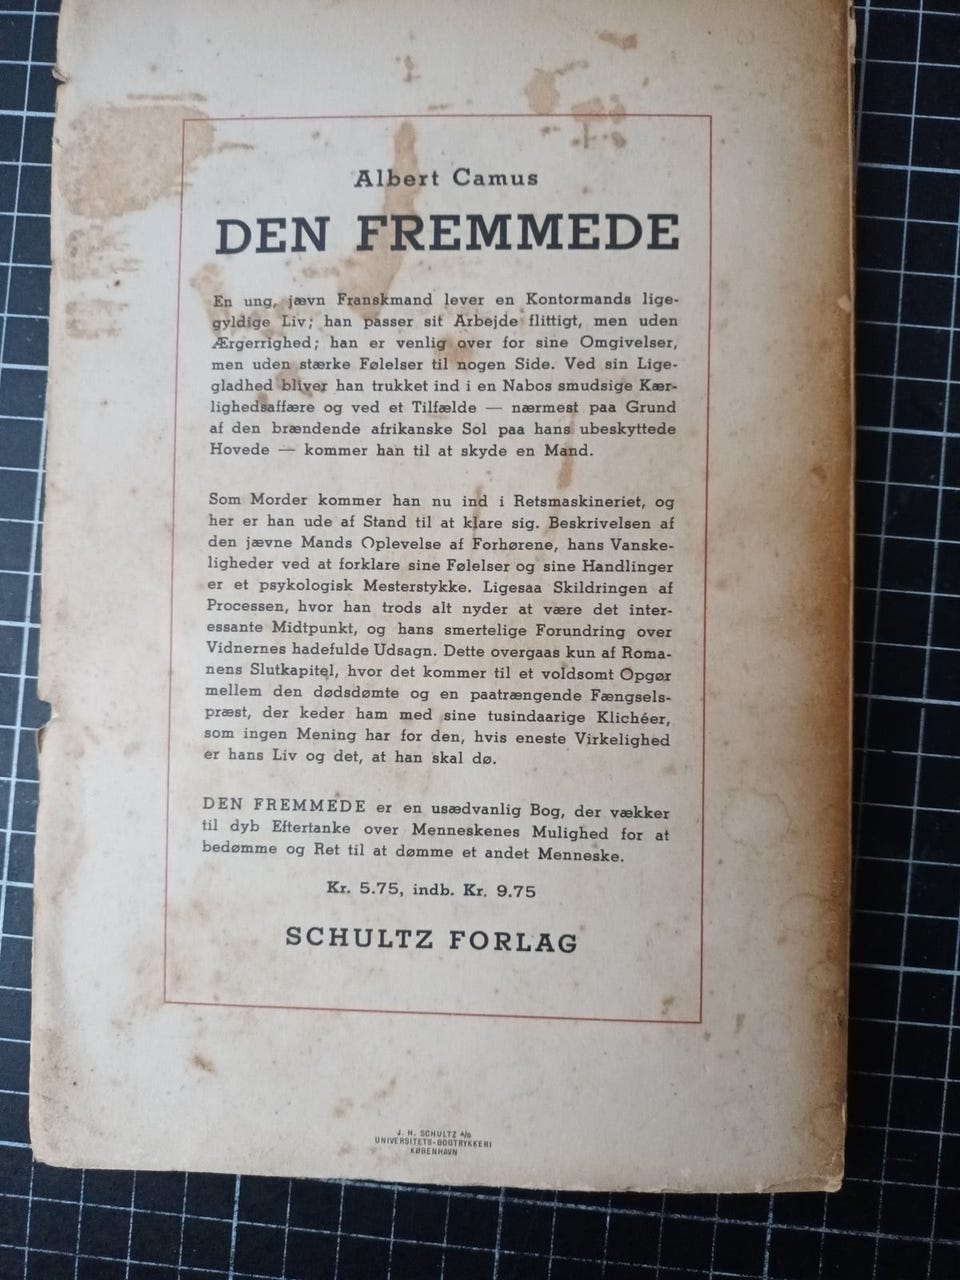 Albert Camus
DEN FREMMEDE
En ung, jævn Franskmand lever en Kontormands lige-
gyldige Liv; han passer sit Arbejde flittigt, men uden
Ærgerrighed; han er venlig over for sine Omgivelser,
men uden stærke Følelser til nogen Side. Ved sin Lige-
gladhed bliver han trukket ind i en Nabos smudsige Kær-
lighedsaffære og ved et Tilfælde — nærmest paa Grund
af den brændende afrikanske Sol paa hans ubeskyttede
Hovede — kommer han til at skyde en Mand.
Som Morder kommer han nu ind i Retsmaskineriet, og
her er han ude af Stand til at klare sig. Beskrivelsen af
den jævne Mands Oplevelse af Forhørene, hans Vanske-
ligheder ved at forklare sine Følelser og sine Handlinger
er et psykologisk Mesterstykke. Ligesaa Skildringen af
Processen, hvor han trods alt nyder at være det inter-
essante Midtpunkt, og hans smertelige Forundring over
Vidnernes hadefulde Udsagn. Dette overgaas kun af Roma-
nens Slutkapitel, hvor det kommer til et voldsomt Opgør
mellem den dødsdømte og en paatrængende Fængsels-
præst, der keder ham med sine tusindaarige Klichéer,
som ingen Mening har for den, hvis eneste Virkelighed
er hans Liv og det, at han skal dø.
DEN FREMMEDE er en usædvanlig Bog, der vækker
til dyb Eftertanke over Menneskenes Mulighed for at
bedømme og Ret til at dømme et andet Menneske.
Kr. 5.75, indb. Kr. 9.75
SCHULTZ FORLAG
J. H. SCHULTZ A/S
UNIVERSITETS-BOGTRYKKERI
KØBENHAVN